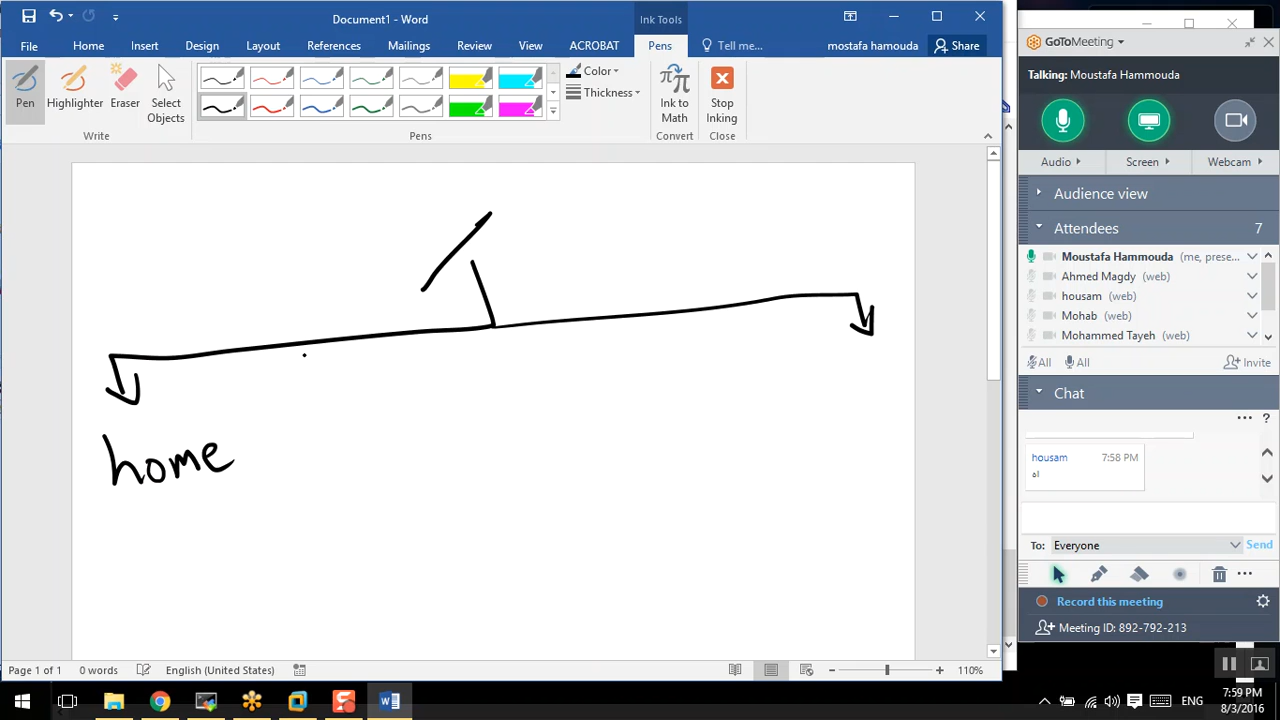 Document1 - Word
Ink Tools
File
Home
Insert
Design
Layout
References
Mailings
Review
View
ACROBAT
Pens
Tell me...
mostafa hamouda
Share
Pen
Highlighter
Eraser
Select
Objects
Write
Pens
Color
Thickness
Ink to
Math
Convert
Stop
Inking
Close
home
Page 1 of 1
0 words
English (United States)
110%
GoToMeeting
Talking: Moustafa Hammouda
Audio
Screen
Webcam
Audience view
Attendees
7
Moustafa Hammouda (me, prese...
Ahmed Magdy (web)
housam (web)
Mohab (web)
Mohammed Tayeh (web)
All
All
Invite
Chat
?
housam 7:58 PM
اه
To: Everyone
Send
Record this meeting
Meeting ID: 892-792-213
ENG
7:59 PM
8/3/2016